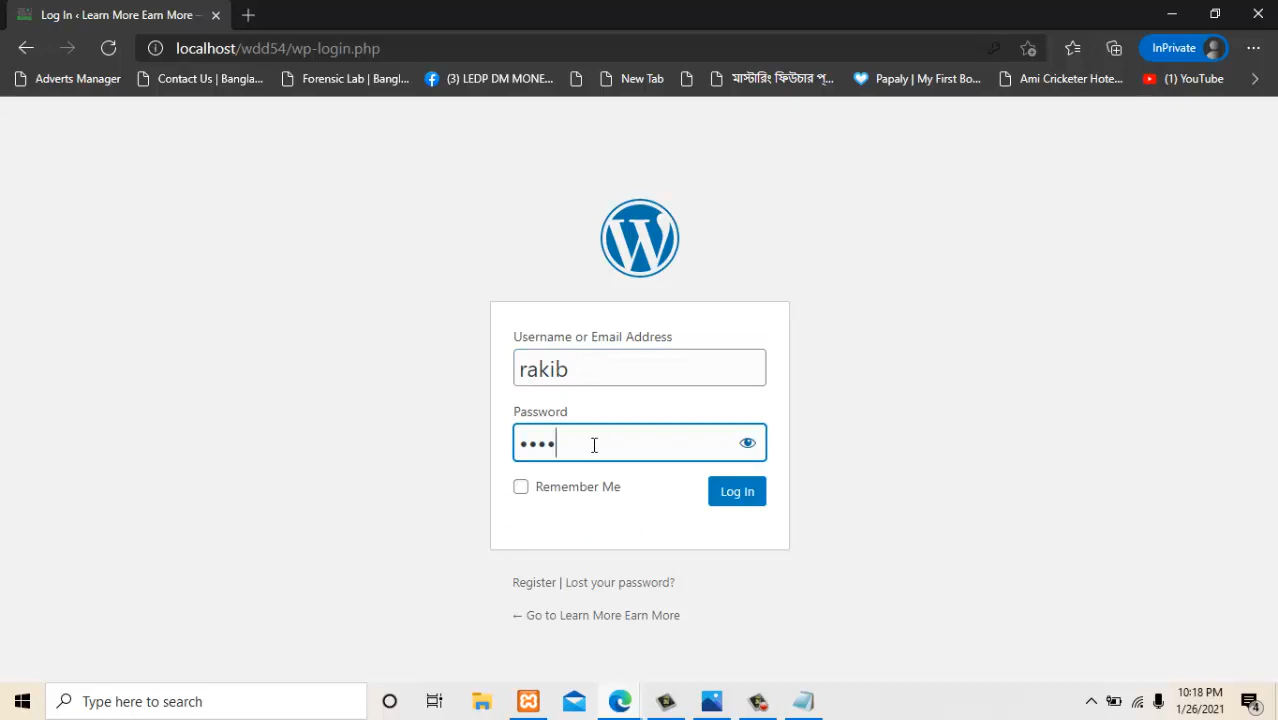 Log In ‹ Learn More Earn More —
localhost/wdd54/wp-login.php
InPrivate
Adverts Manager
Contact Us | Bangla...
Forensic Lab | Bangl...
(3) LEDP DM MONE...
New Tab
মাস্টারিং ফিউচার প্...
Papaly | My First Bo...
Ami Cricketer Hote...
(1) YouTube
Username or Email Address
rakib
Password
••••
Remember Me
Log In
Register | Lost your password?
← Go to Learn More Earn More
Type here to search
10:18 PM
1/26/2021
4